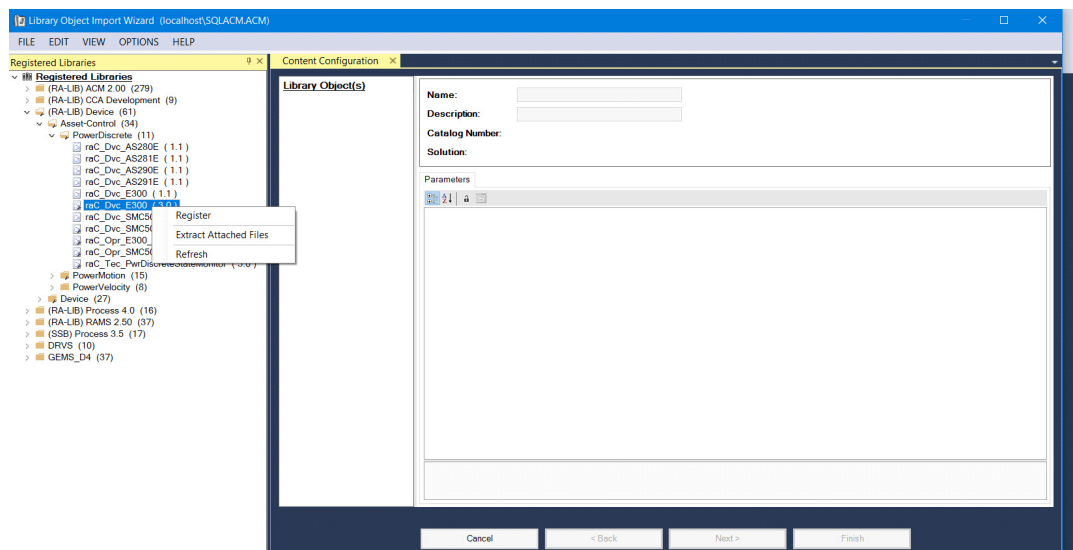 Library Object Import Wizard (localhost\SQLACM.ACM)
FILE EDIT VIEW OPTIONS HELP
Registered Libraries
Content Configuration
Registered Libraries
(RA-LIB) ACM 2.00 (279)
(RA-LIB) CCA Development (9)
(RA-LIB) Device (61)
Asset-Control (34)
PowerDiscrete (11)
raC_Dvc_AS280E ( 1.1 )
raC_Dvc_AS281E ( 1.1 )
raC_Dvc_AS290E ( 1.1 )
raC_Dvc_AS291E ( 1.1 )
raC_Dvc_E300 ( 1.1 )
raC_Dvc_E300 ( 3.0 )
raC_Dvc_SMC50
raC_Dvc_SMC50
raC_Opr_E300_
raC_Opr_SMC50
raC_Tec_PwrDiscreteStateMonitor ( 3.0 )
PowerMotion (15)
PowerVelocity (8)
Device (27)
(RA-LIB) Process 4.0 (16)
(RA-LIB) RAMS 2.50 (37)
(SSB) Process 3.5 (17)
DRVS (10)
GEMS_D4 (37)
Register
Extract Attached Files
Refresh
Library Object(s)
Name:
Description:
Catalog Number:
Solution:
Parameters
Cancel
< Back
Next >
Finish